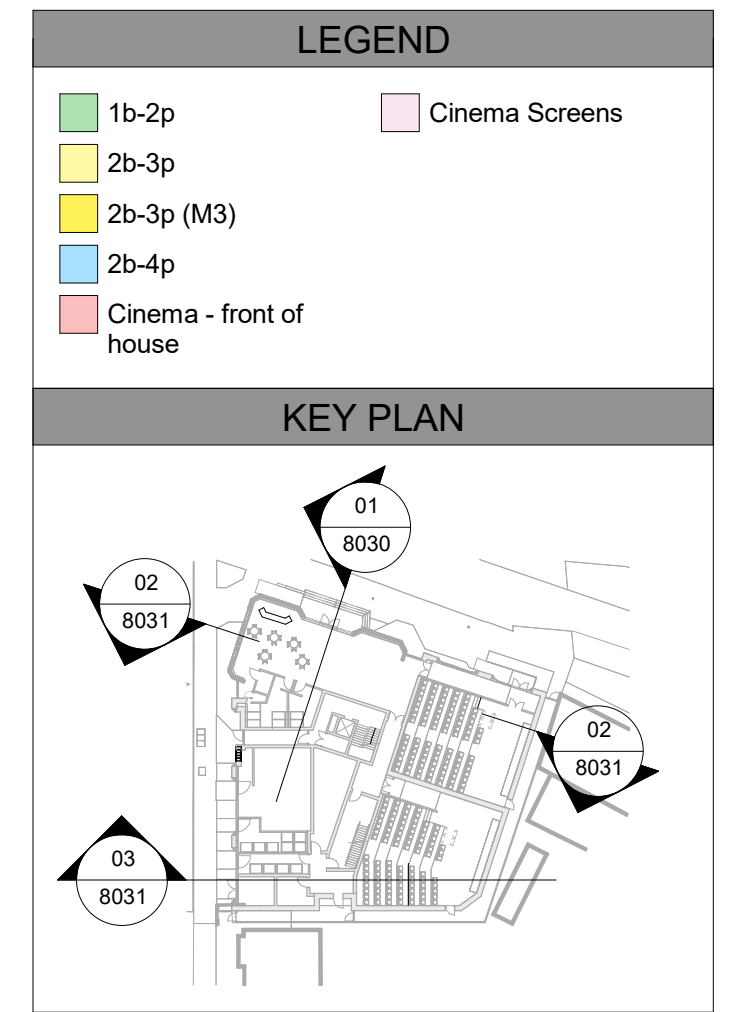 LEGEND
1b-2p
Cinema Screens
2b-3p
2b-3p (M3)
2b-4p
Cinema - front of
house
KEY PLAN
01
8030
02
8031
02
8031
03
8031